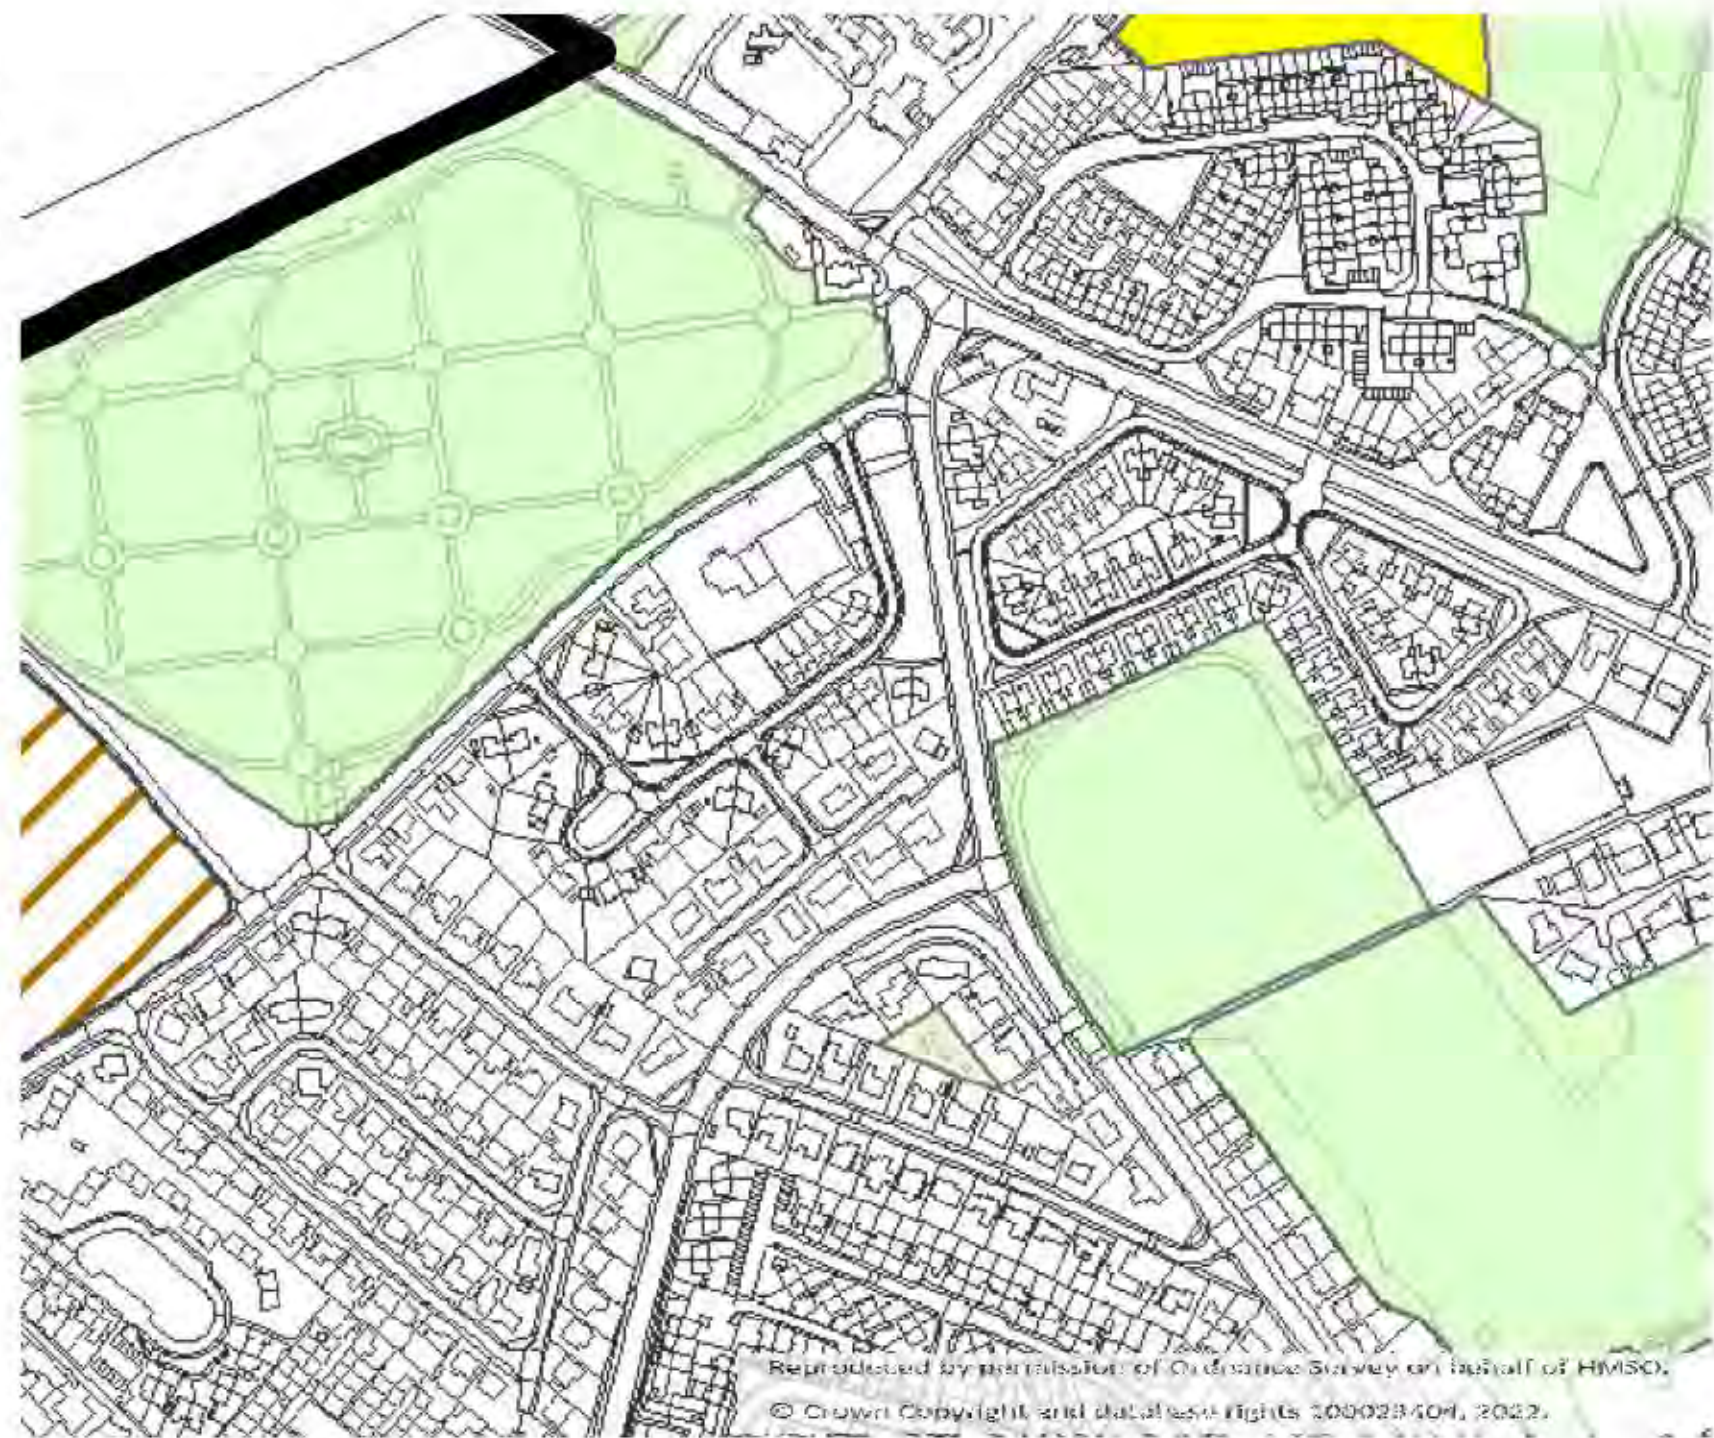 Reproduced by permission of Ordnance Survey on behalf of HMSO.
© Crown Copyright and database rights 100023404, 2022.